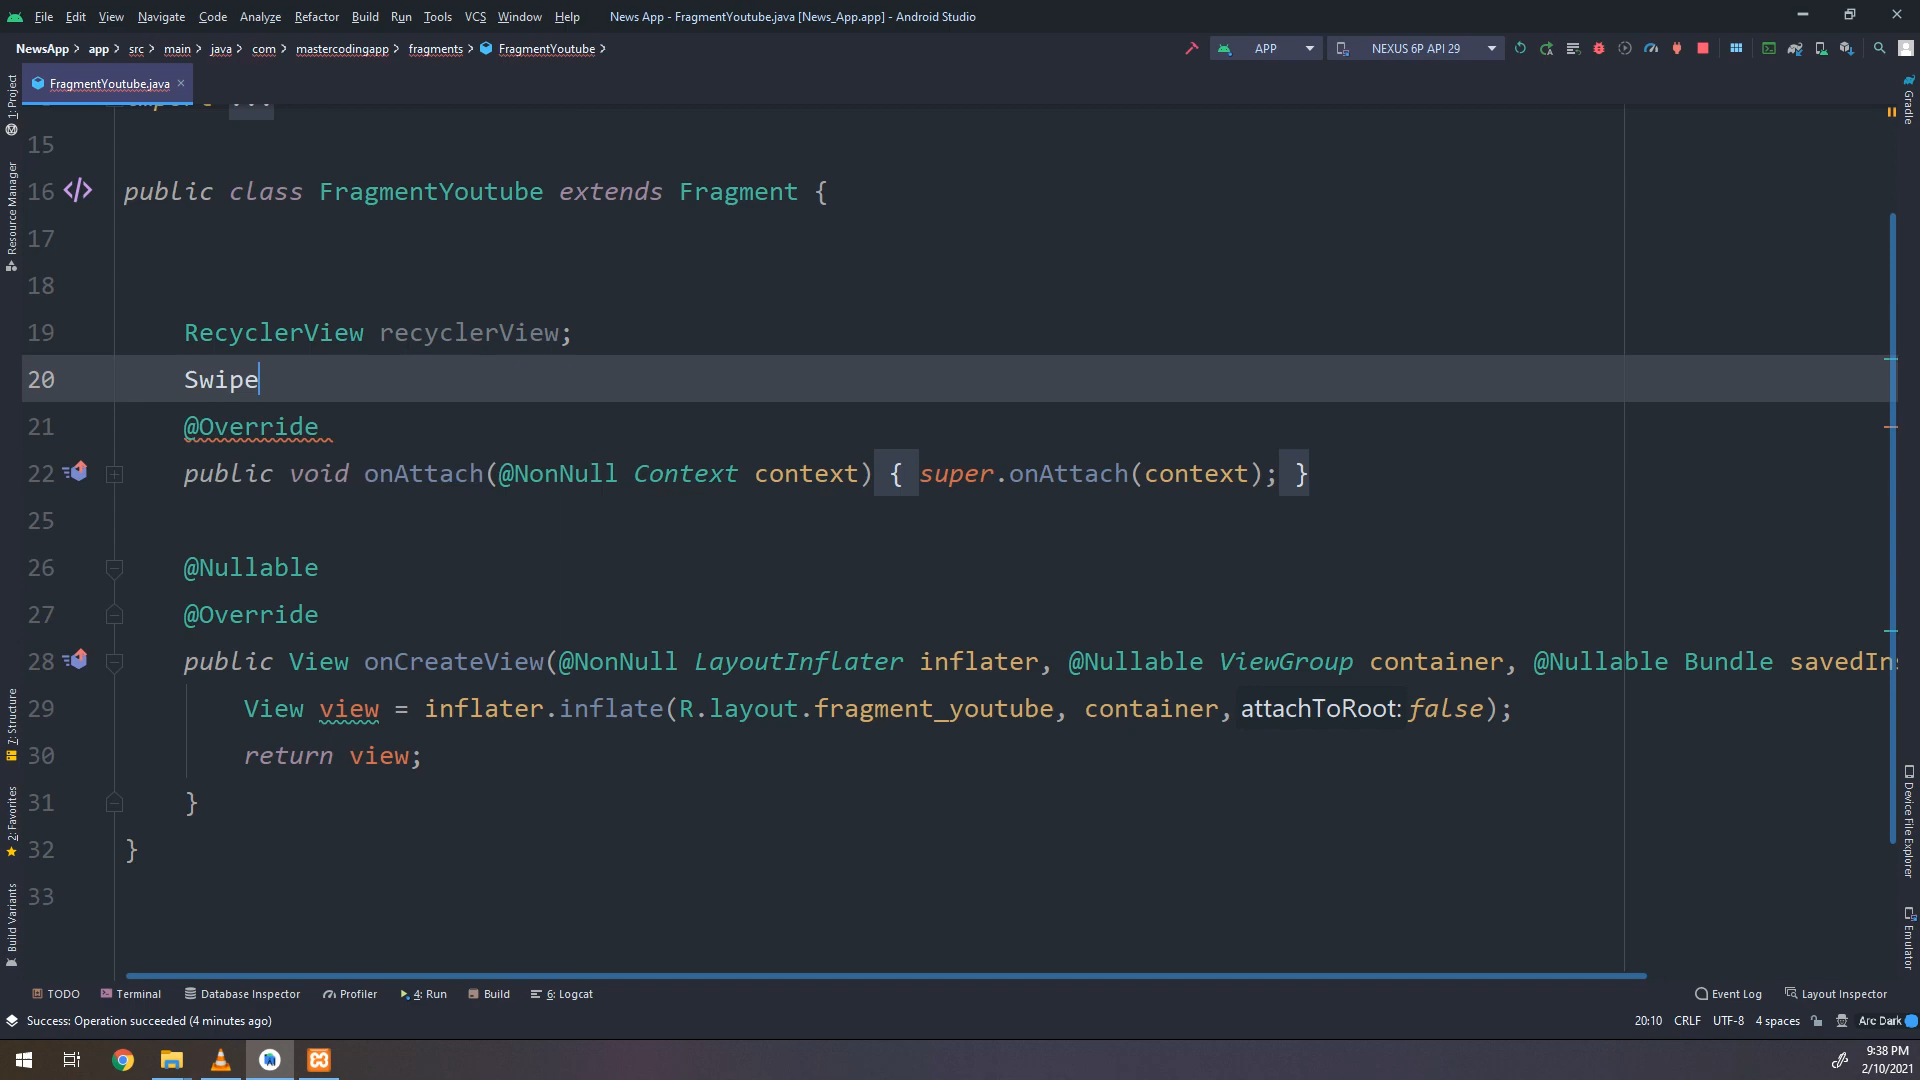 File Edit View Navigate Code Analyze Refactor Build Run Tools VCS Window Help News App - FragmentYoutube.java [News_App.app] - Android Studio
NewsApp app src main java com mastercodingapp fragments FragmentYoutube APP NEXUS 6P API 29
FragmentYoutube.java
15
16 public class FragmentYoutube extends Fragment {
17
18
19 RecyclerView recyclerView;
20 Swipe
21 @Override
22 public void onAttach(@NonNull Context context) { super.onAttach(context); }
25
26 @Nullable
27 @Override
28 public View onCreateView(@NonNull LayoutInflater inflater, @Nullable ViewGroup container, @Nullable Bundle savedIns
29 View view = inflater.inflate(R.layout.fragment_youtube, container, attachToRoot: false);
30 return view;
31 }
32 }
33
1: Project
Resource Manager
7: Structure
2: Favorites
Build Variants
Gradle
Device File Explorer
Emulator
TODO Terminal Database Inspector Profiler 4: Run Build 6: Logcat Event Log Layout Inspector
Success: Operation succeeded (4 minutes ago) 20:10 CRLF UTF-8 4 spaces Arc Dark
9:38 PM
2/10/2021